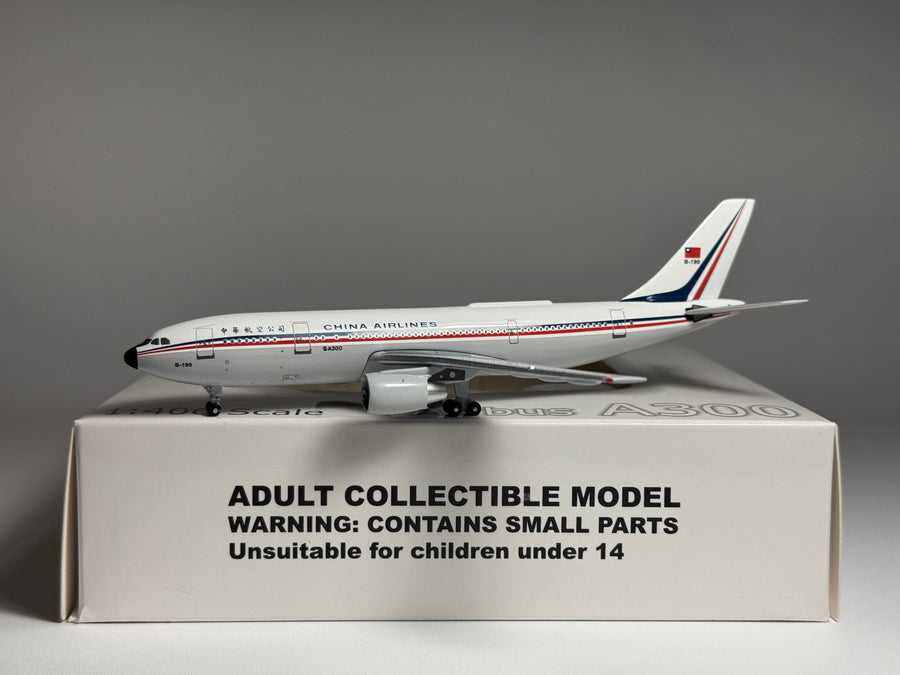 B-190
中華航空公司 CHINA AIRLINES
A300
B-190
1:400 Scale Airbus A300
ADULT COLLECTIBLE MODEL
WARNING: CONTAINS SMALL PARTS
Unsuitable for children under 14